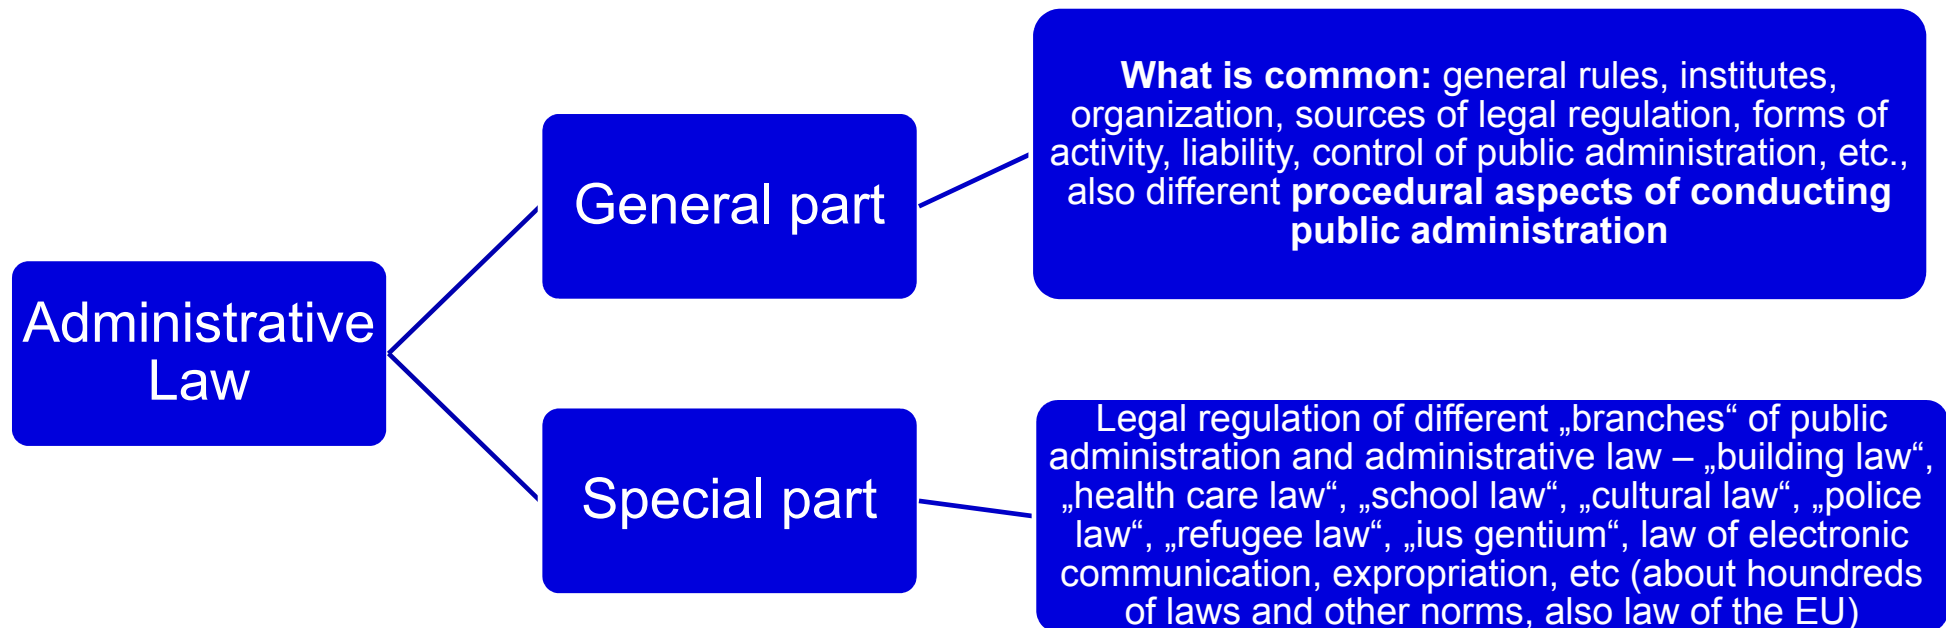 Administrative
Law
General part
What is common: general rules, institutes,
organization, sources of legal regulation, forms of
activity, liability, control of public administration, etc.,
also different procedural aspects of conducting
public administration
Special part
Legal regulation of different „branches“ of public
administration and administrative law – „building law“,
„health care law“, „school law“, „cultural law“, „police
law“, „refugee law“, „ius gentium“, law of electronic
communication, expropriation, etc (about houndreds
of laws and other norms, also law of the EU)